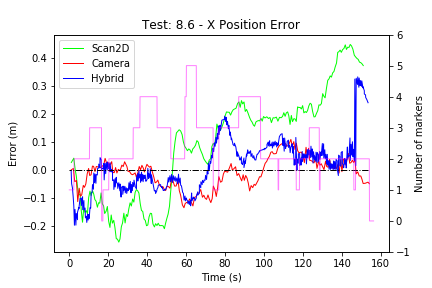 Test: 8.6 - X Position Error
Scan2D
Camera
Hybrid
Error (m)
0.4
0.3
0.2
0.1
0.0
−0.1
−0.2
6
5
4
3
2
1
0
−1
Number of markers
0 20 40 60 80 100 120 140 160
Time (s)